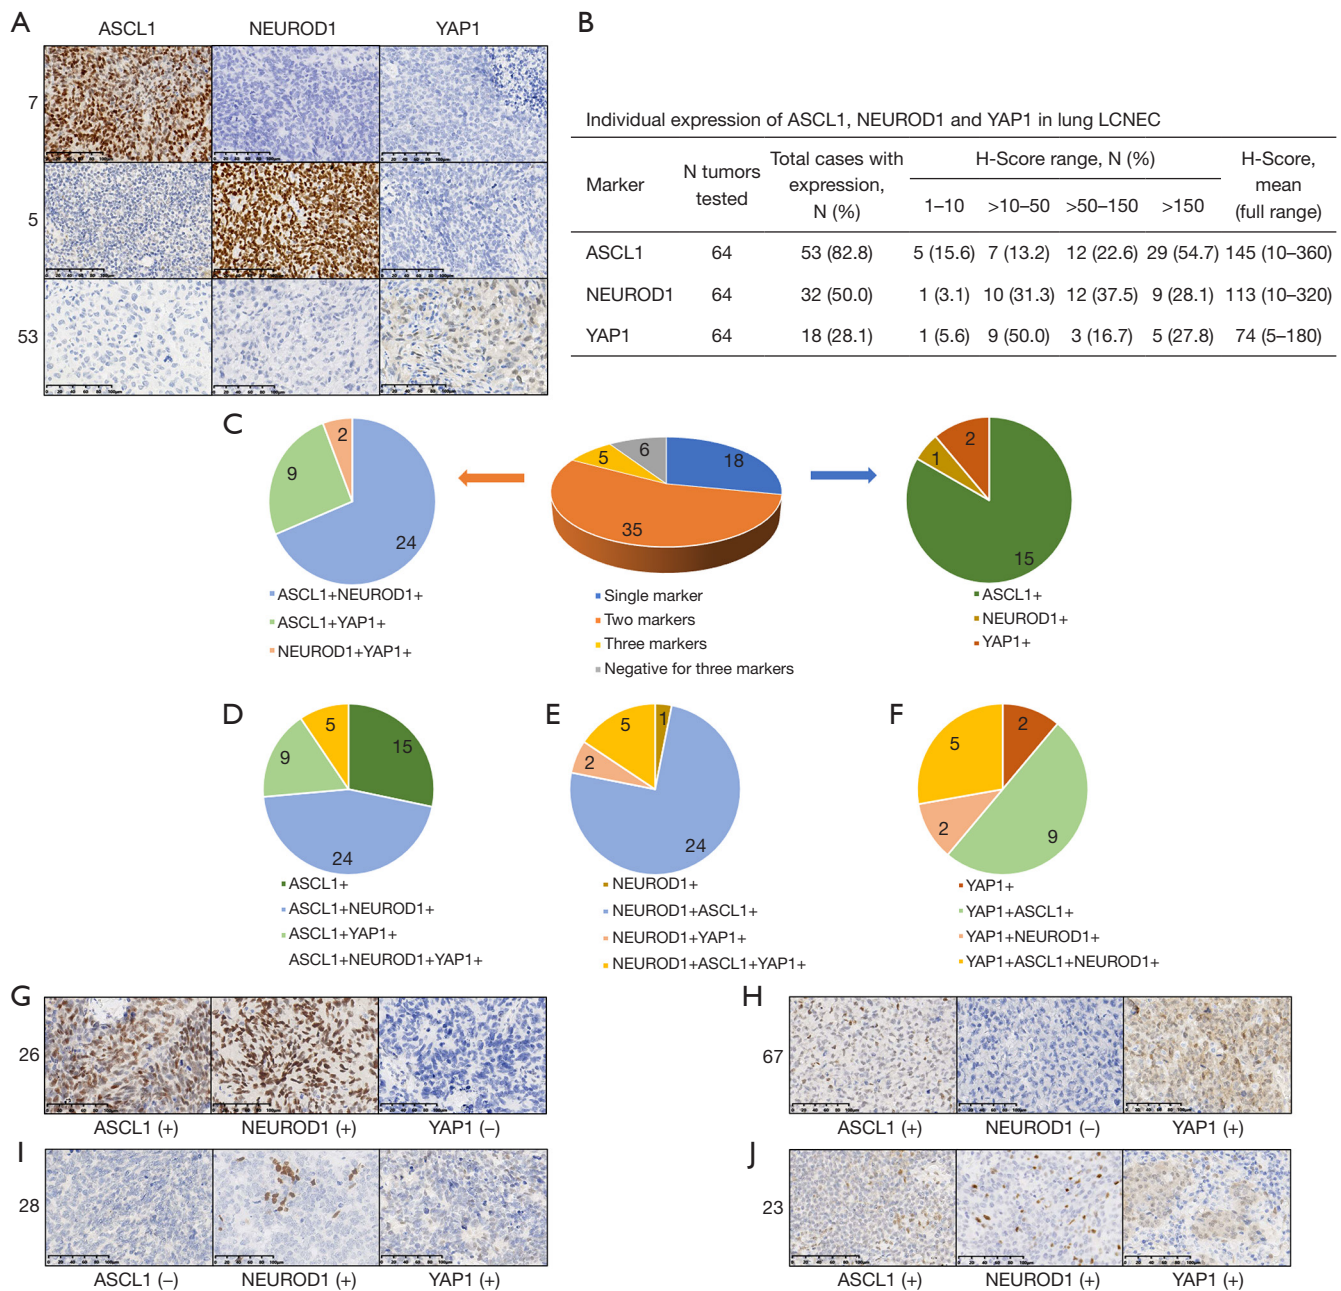 A
ASCL1 NEUROD1 YAP1
7
5
53
B
Individual expression of ASCL1, NEUROD1 and YAP1 in lung LCNEC
Marker
N tumors tested
Total cases with expression, N (%)
H-Score range, N (%)
H-Score, mean (full range)
1–10 >10–50 >50–150 >150
ASCL1 64 53 (82.8) 5 (15.6) 7 (13.2) 12 (22.6) 29 (54.7) 145 (10–360)
NEUROD1 64 32 (50.0) 1 (3.1) 10 (31.3) 12 (37.5) 9 (28.1) 113 (10–320)
YAP1 64 18 (28.1) 1 (5.6) 9 (50.0) 3 (16.7) 5 (27.8) 74 (5–180)
C
2
9
24
ASCL1+NEUROD1+
ASCL1+YAP1+
NEUROD1+YAP1+
6
5
18
35
Single marker
Two markers
Three markers
Negative for three markers
2
1
15
ASCL1+
NEUROD1+
YAP1+
D
5
15
9
24
ASCL1+
ASCL1+NEUROD1+
ASCL1+YAP1+
ASCL1+NEUROD1+YAP1+
E
5
1
2
24
NEUROD1+
NEUROD1+ASCL1+
NEUROD1+YAP1+
NEUROD1+ASCL1+YAP1+
F
2
5
2
9
YAP1+
YAP1+ASCL1+
YAP1+NEUROD1+
YAP1+ASCL1+NEUROD1+
G
26
ASCL1 (+) NEUROD1 (+) YAP1 (–)
H
67
ASCL1 (+) NEUROD1 (–) YAP1 (+)
I
28
ASCL1 (–) NEUROD1 (+) YAP1 (+)
J
23
ASCL1 (+) NEUROD1 (+) YAP1 (+)